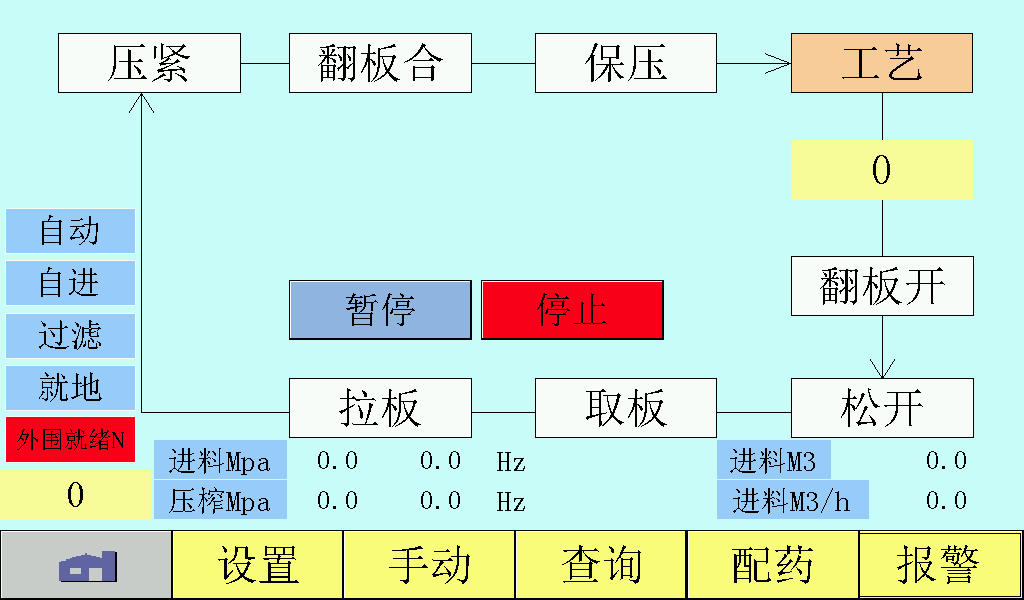 压紧 翻板合 保压 工艺
0
自动
自进
翻板开
暂停 停止
过滤
就地
拉板 取板 松开
外围就绪N
进料Mpa 0.0 0.0 Hz 进料M3 0.0
0
压榨Mpa 0.0 0.0 Hz 进料M3/h 0.0
设置 手动 查询 配药 报警